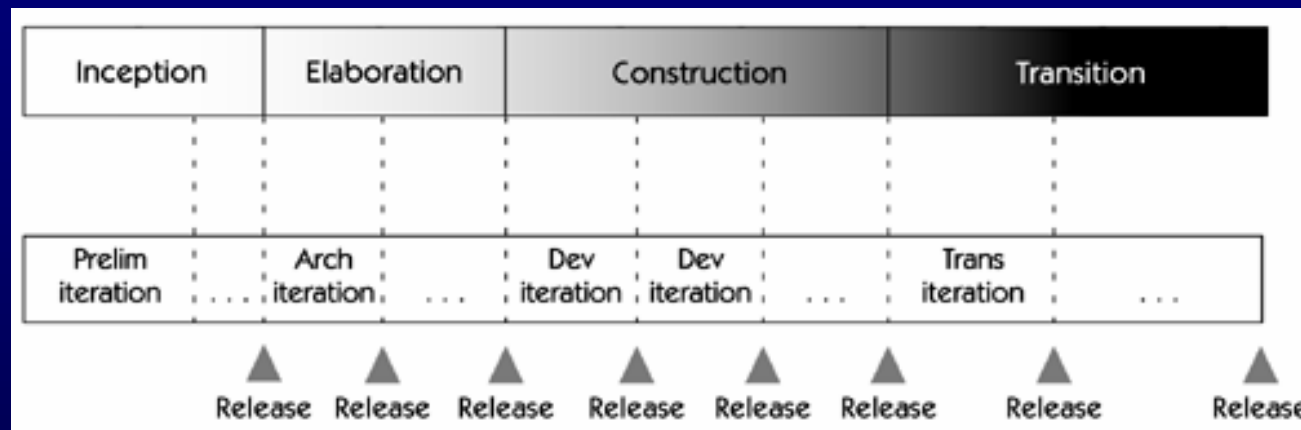 Inception Elaboration Construction Transition
Prelim iteration
. . .
Arch iteration
. . .
Dev iteration
Dev iteration
. . .
Trans iteration
. . .
Release Release Release Release Release Release Release Release